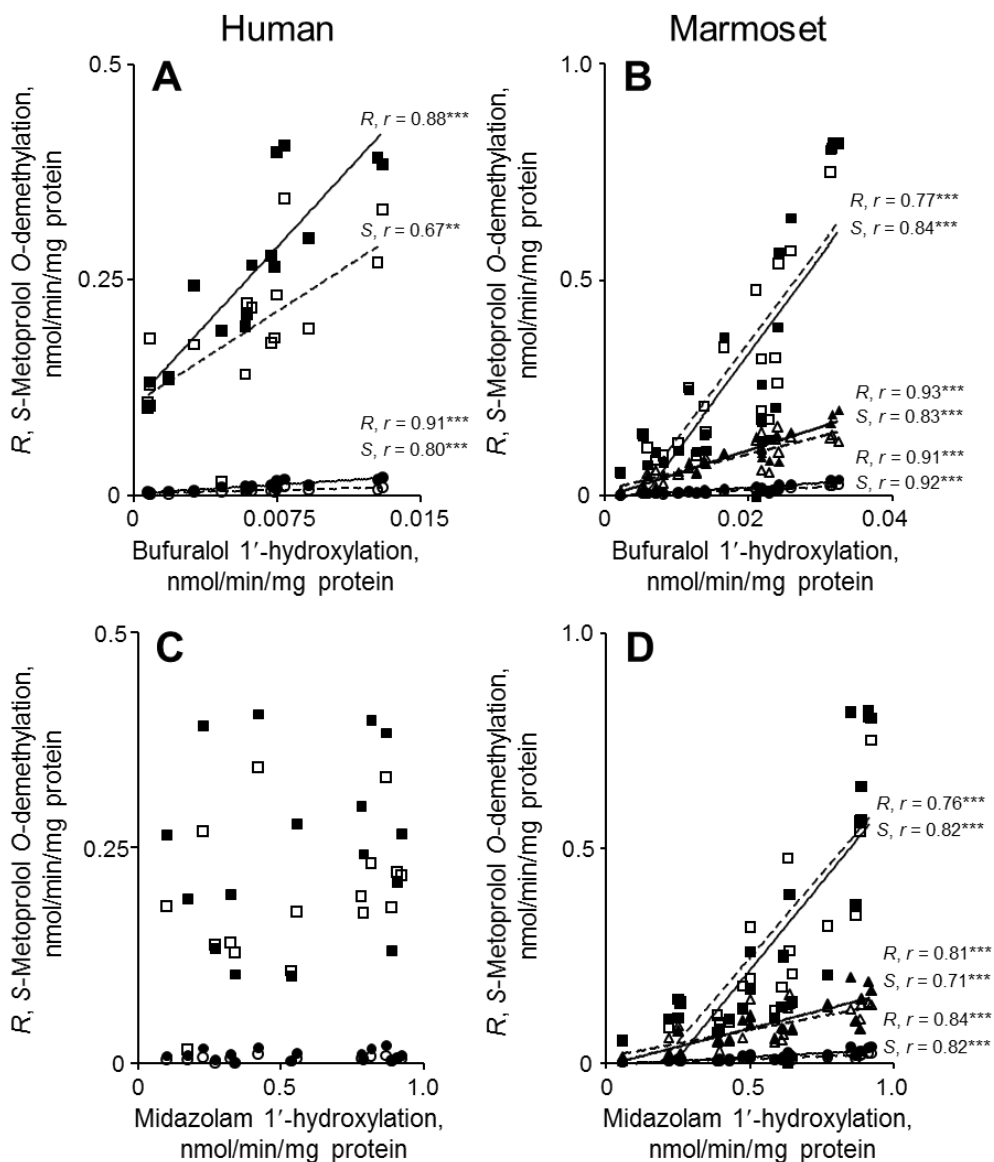 Human
Marmoset
A
R, S-Metoprolol O-demethylation,
nmol/min/mg protein
0.5
0.25
0
R, r = 0.88***
S, r = 0.67**
R, r = 0.91***
S, r = 0.80***
0
0.0075
0.015
Bufuralol 1′-hydroxylation,
nmol/min/mg protein
B
R, S-Metoprolol O-demethylation,
nmol/min/mg protein
1.0
0.5
0
R, r = 0.77***
S, r = 0.84***
R, r = 0.93***
S, r = 0.83***
R, r = 0.91***
S, r = 0.92***
0
0.02
0.04
Bufuralol 1′-hydroxylation,
nmol/min/mg protein
C
R, S-Metoprolol O-demethylation,
nmol/min/mg protein
0.5
0.25
0
0
0.5
1.0
Midazolam 1′-hydroxylation,
nmol/min/mg protein
D
R, S-Metoprolol O-demethylation,
nmol/min/mg protein
1.0
0.5
0
R, r = 0.76***
S, r = 0.82***
R, r = 0.81***
S, r = 0.71***
R, r = 0.84***
S, r = 0.82***
0
0.5
1.0
Midazolam 1′-hydroxylation,
nmol/min/mg protein